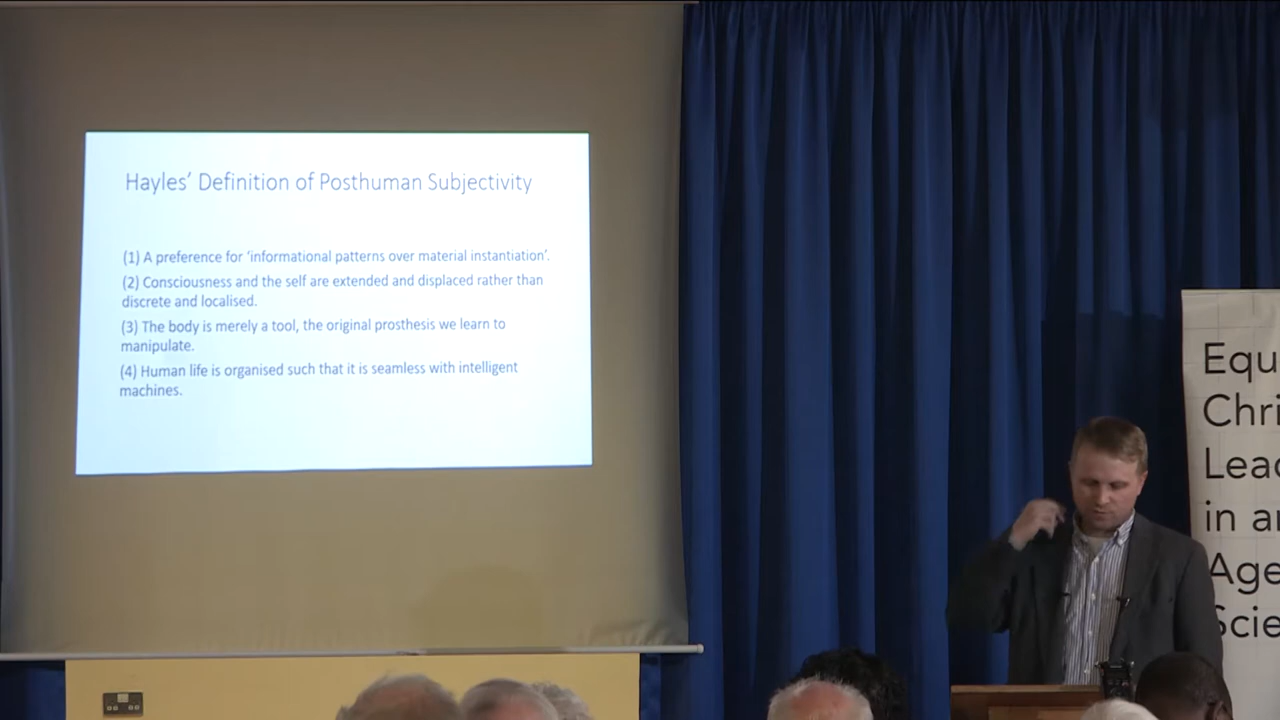 Hayles’ Definition of Posthuman Subjectivity
(1) A preference for ‘informational patterns over material instantiation’.
(2) Consciousness and the self are extended and displaced rather than
discrete and localised.
(3) The body is merely a tool, the original prosthesis we learn to
manipulate.
(4) Human life is organised such that it is seamless with intelligent
machines.
Equ
Chri
Lead
in a
Age
Scie